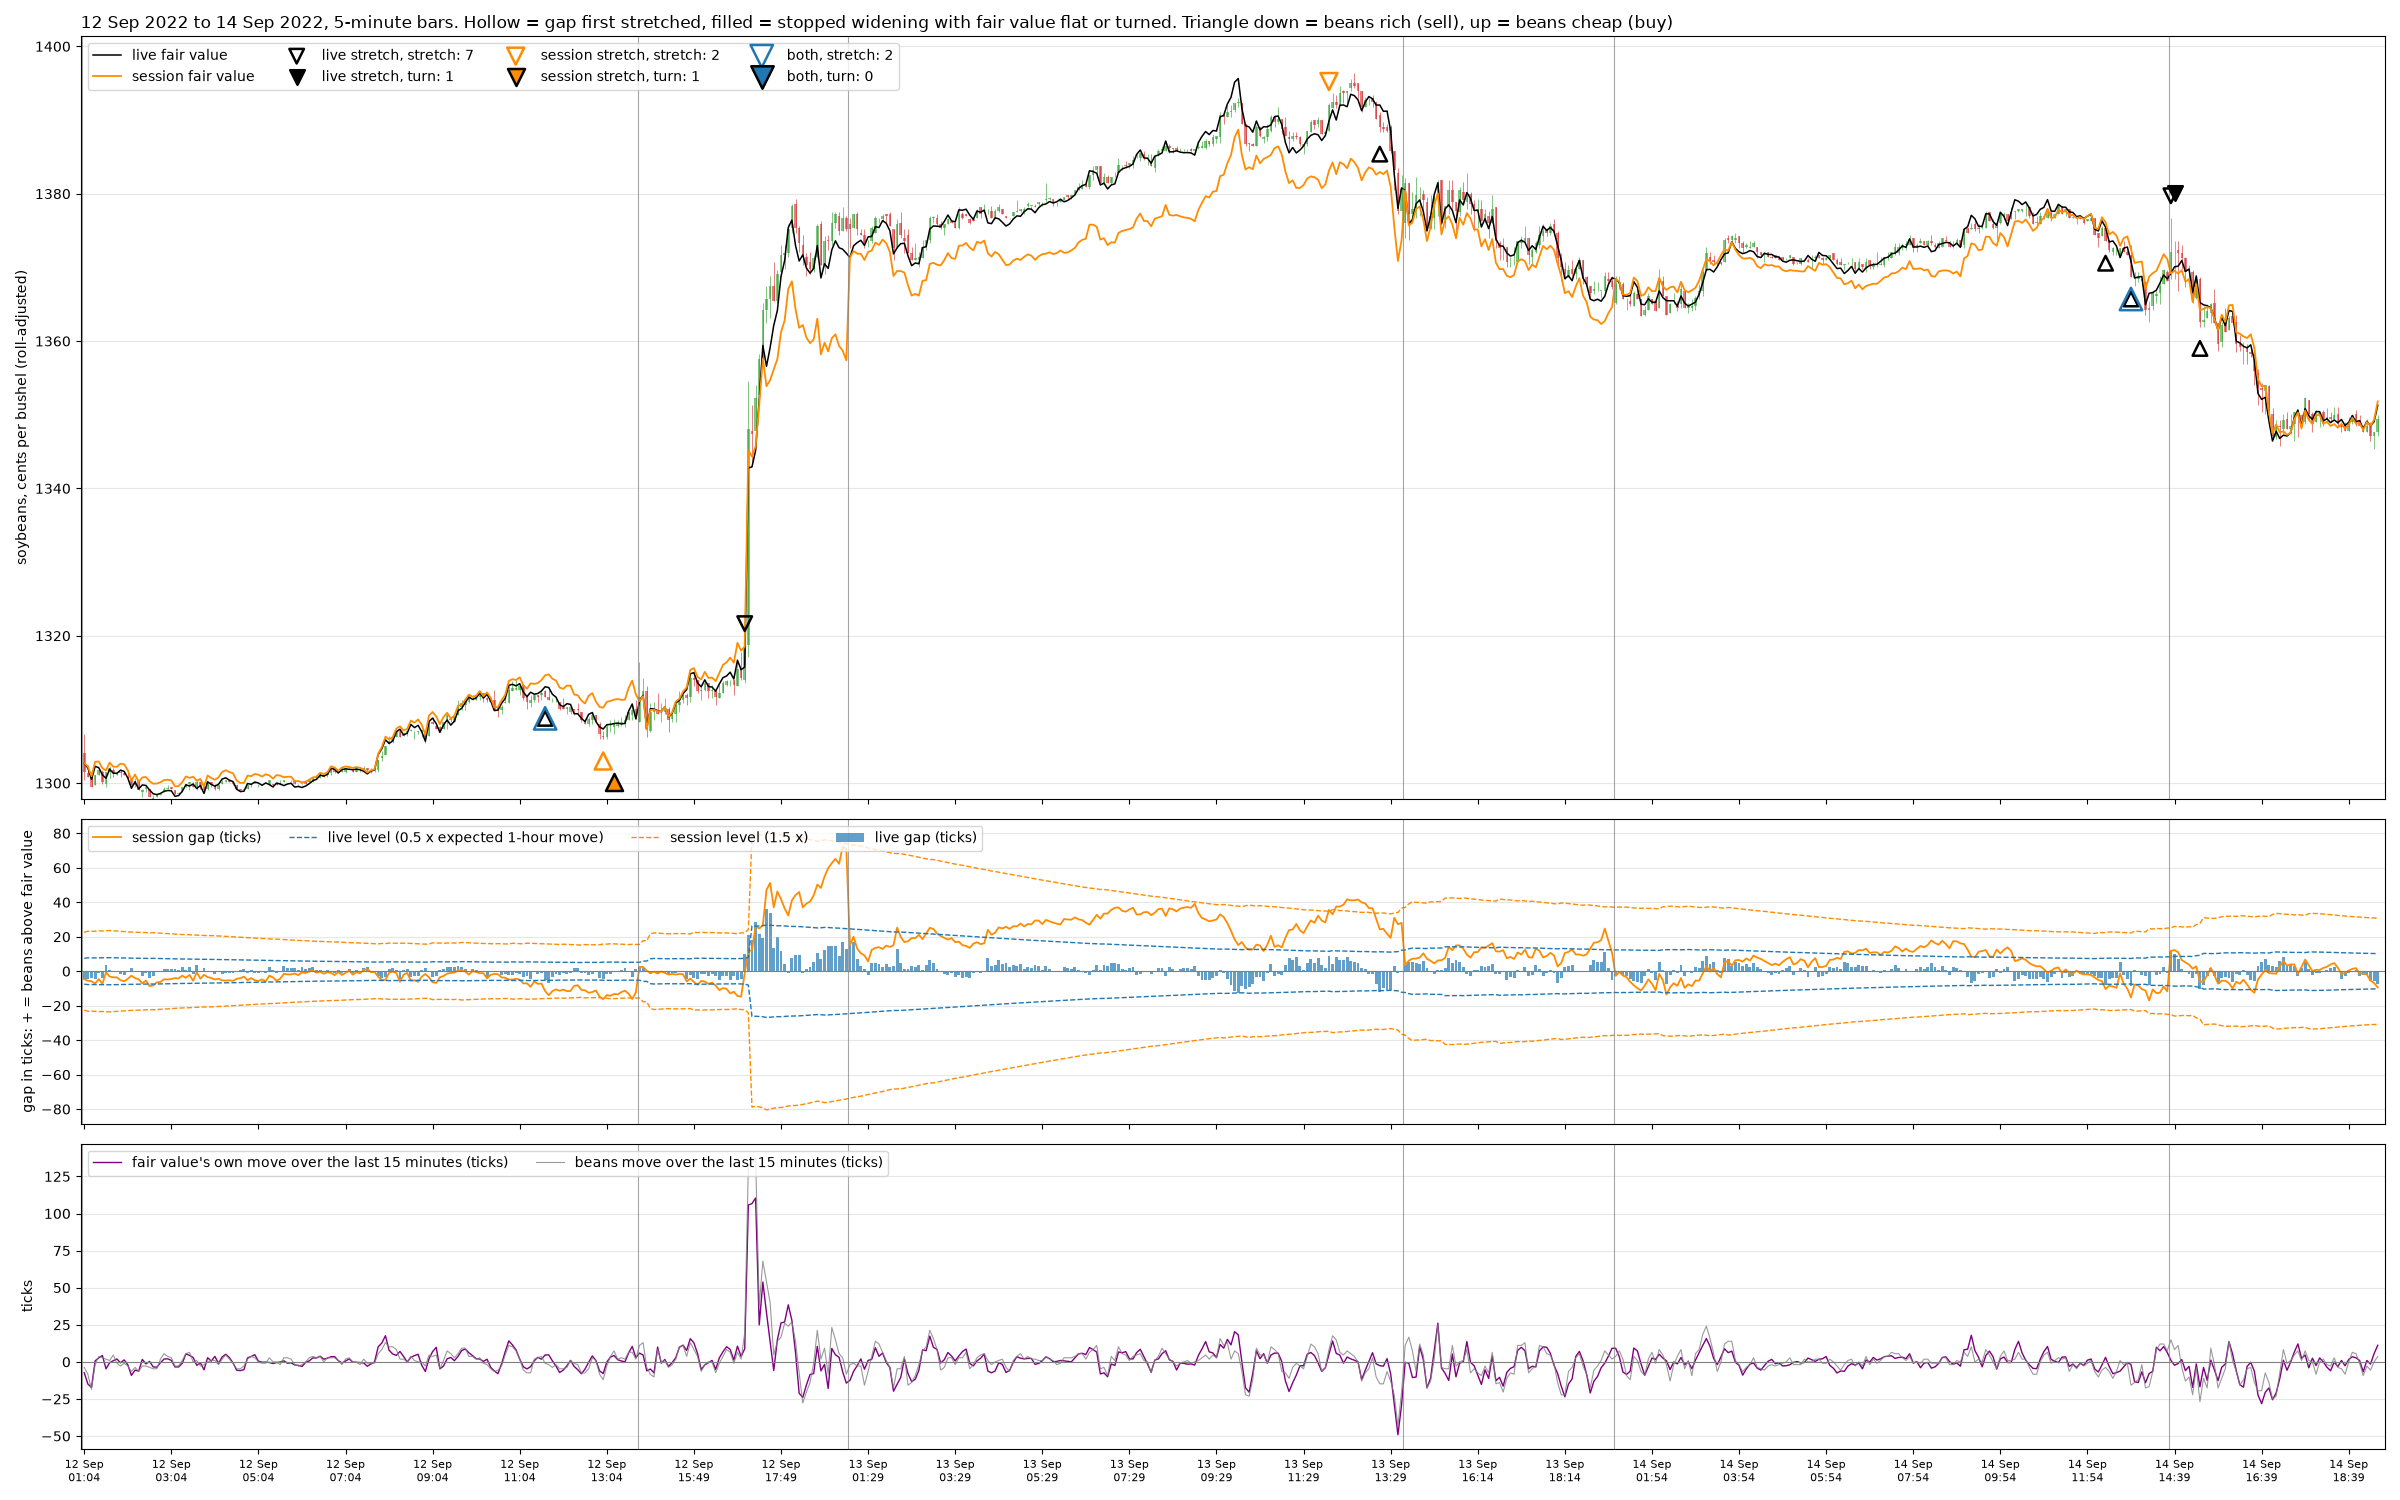 12 Sep 2022 to 14 Sep 2022, 5-minute bars. Hollow = gap first stretched, filled = stopped widening with fair value flat or turned. Triangle down = beans rich (sell), up = beans cheap (buy)
live fair value
session fair value
live stretch, stretch: 7
live stretch, turn: 1
session stretch, stretch: 2
session stretch, turn: 1
both, stretch: 2
both, turn: 0
soybeans, cents per bushel (roll-adjusted)
1400
1380
1360
1340
1320
1300
session gap (ticks)
live level (0.5 x expected 1-hour move)
session level (1.5 x)
live gap (ticks)
gap in ticks: + = beans above fair value
80
60
40
20
0
−20
−40
−60
−80
fair value's own move over the last 15 minutes (ticks)
beans move over the last 15 minutes (ticks)
ticks
125
100
75
50
25
0
−25
−50
12 Sep 01:04
12 Sep 03:04
12 Sep 05:04
12 Sep 07:04
12 Sep 09:04
12 Sep 11:04
12 Sep 13:04
12 Sep 15:49
12 Sep 17:49
13 Sep 01:29
13 Sep 03:29
13 Sep 05:29
13 Sep 07:29
13 Sep 09:29
13 Sep 11:29
13 Sep 13:29
13 Sep 16:14
13 Sep 18:14
14 Sep 01:54
14 Sep 03:54
14 Sep 05:54
14 Sep 07:54
14 Sep 09:54
14 Sep 11:54
14 Sep 14:39
14 Sep 16:39
14 Sep 18:39